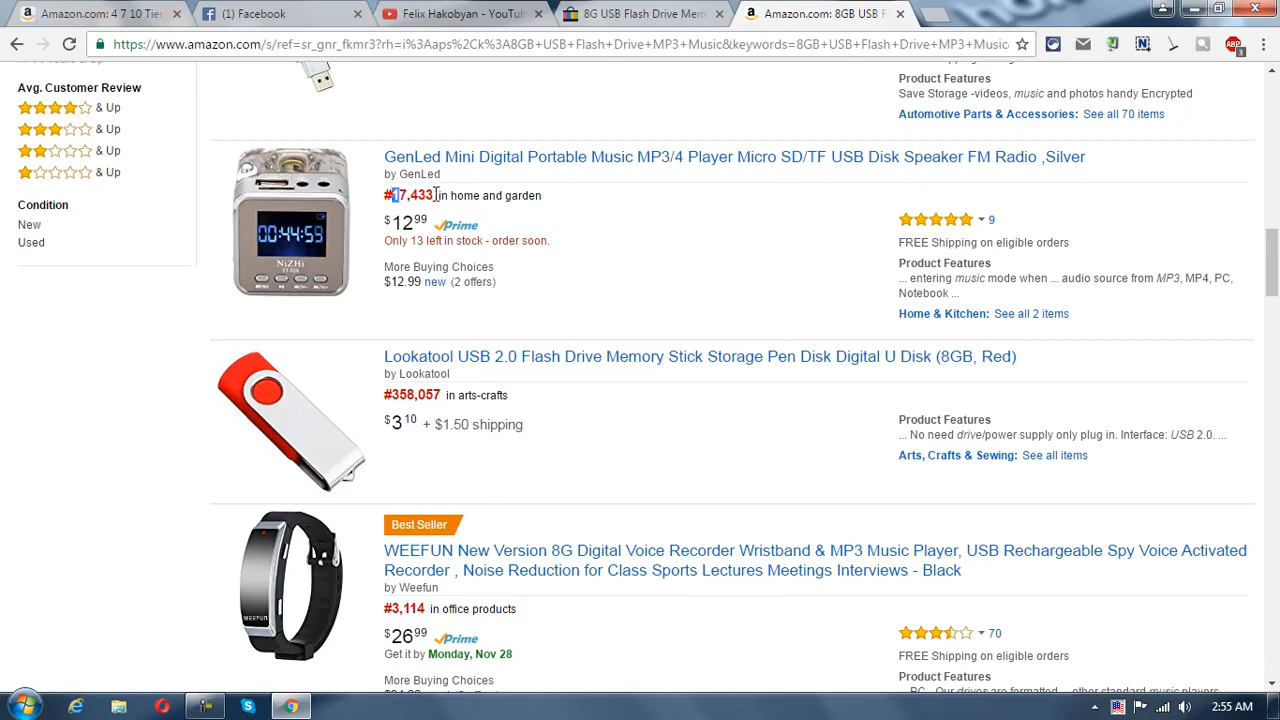 Amazon.com: 4 7 10 Tier
(1) Facebook
Felix Hakobyan - YouTube
8G USB Flash Drive Mem
Amazon.com: 8GB USB F
https://www.amazon.com/s/ref=sr_gnr_fkmr3?rh=i%3Aaps%2Ck%3A8GB+USB+Flash+Drive+MP3+Music&keywords=8GB+USB+Flash+Drive+MP3+Music
ABP
3
Product Features
Save Storage -videos, music and photos handy Encrypted
Automotive Parts & Accessories: See all 70 items
Avg. Customer Review
& Up
& Up
& Up
& Up
Condition
New
Used
GenLed Mini Digital Portable Music MP3/4 Player Micro SD/TF USB Disk Speaker FM Radio ,Silver
by GenLed
#17,433 in home and garden
$12 99 Prime
Only 13 left in stock - order soon.
More Buying Choices
$12.99 new (2 offers)
9
FREE Shipping on eligible orders
Product Features
... entering music mode when ... audio source from MP3, MP4, PC,
Notebook ...
Home & Kitchen: See all 2 items
00:44:59
NiZHi
MENU
Lookatool USB 2.0 Flash Drive Memory Stick Storage Pen Disk Digital U Disk (8GB, Red)
by Lookatool
#358,057 in arts-crafts
$3 10 + $1.50 shipping
Product Features
... No need drive/power supply only plug in. Interface: USB 2.0. ...
Arts, Crafts & Sewing: See all items
Best Seller
WEEFUN New Version 8G Digital Voice Recorder Wristband & MP3 Music Player, USB Rechargeable Spy Voice Activated
Recorder , Noise Reduction for Class Sports Lectures Meetings Interviews - Black
by Weefun
#3,114 in office products
$26 99 Prime
Get it by Monday, Nov 28
More Buying Choices
70
FREE Shipping on eligible orders
Product Features
WEEFUN
2:55 AM